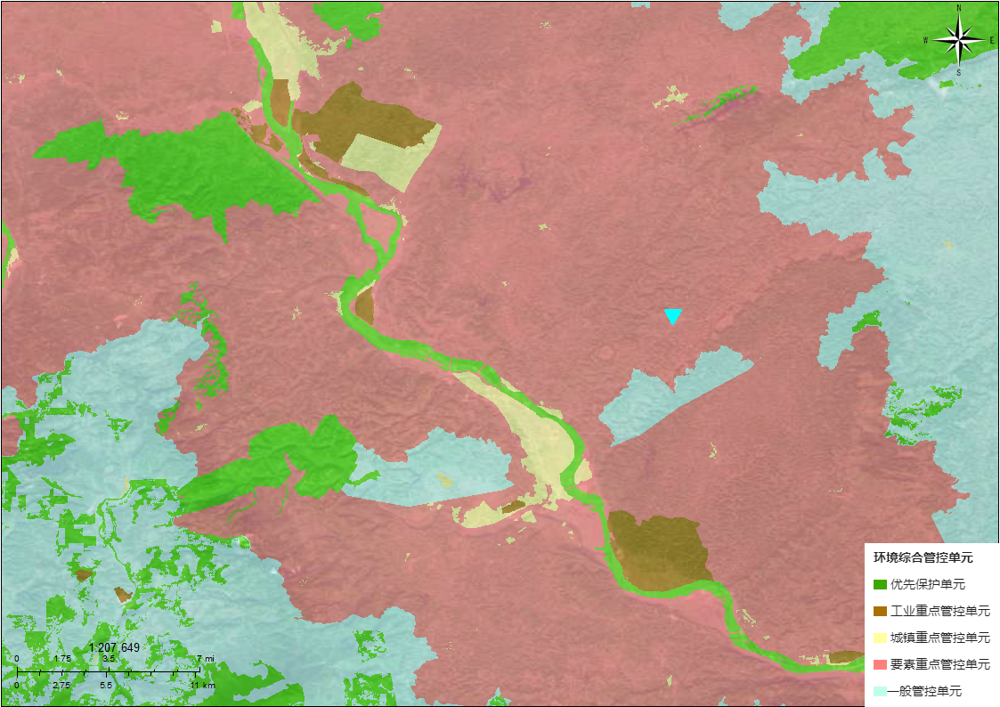 N
W E
S
环境综合管控单元
优先保护单元
工业重点管控单元
城镇重点管控单元
要素重点管控单元
一般管控单元
1:207,649
0 1.75 3.5 7 mi
0 2.75 5.5 11 km